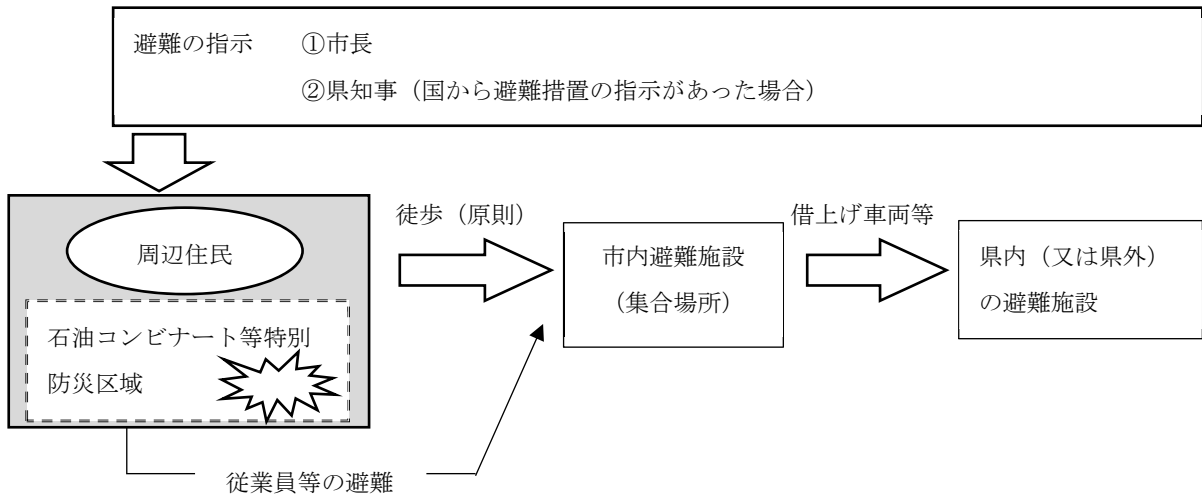 避難の指示　①市長
②県知事（国から避難措置の指示があった場合）
周辺住民
石油コンビナート等特別
防災区域
徒歩（原則）
市内避難施設
（集合場所）
借上げ車両等
県内（又は県外）
の避難施設
従業員等の避難